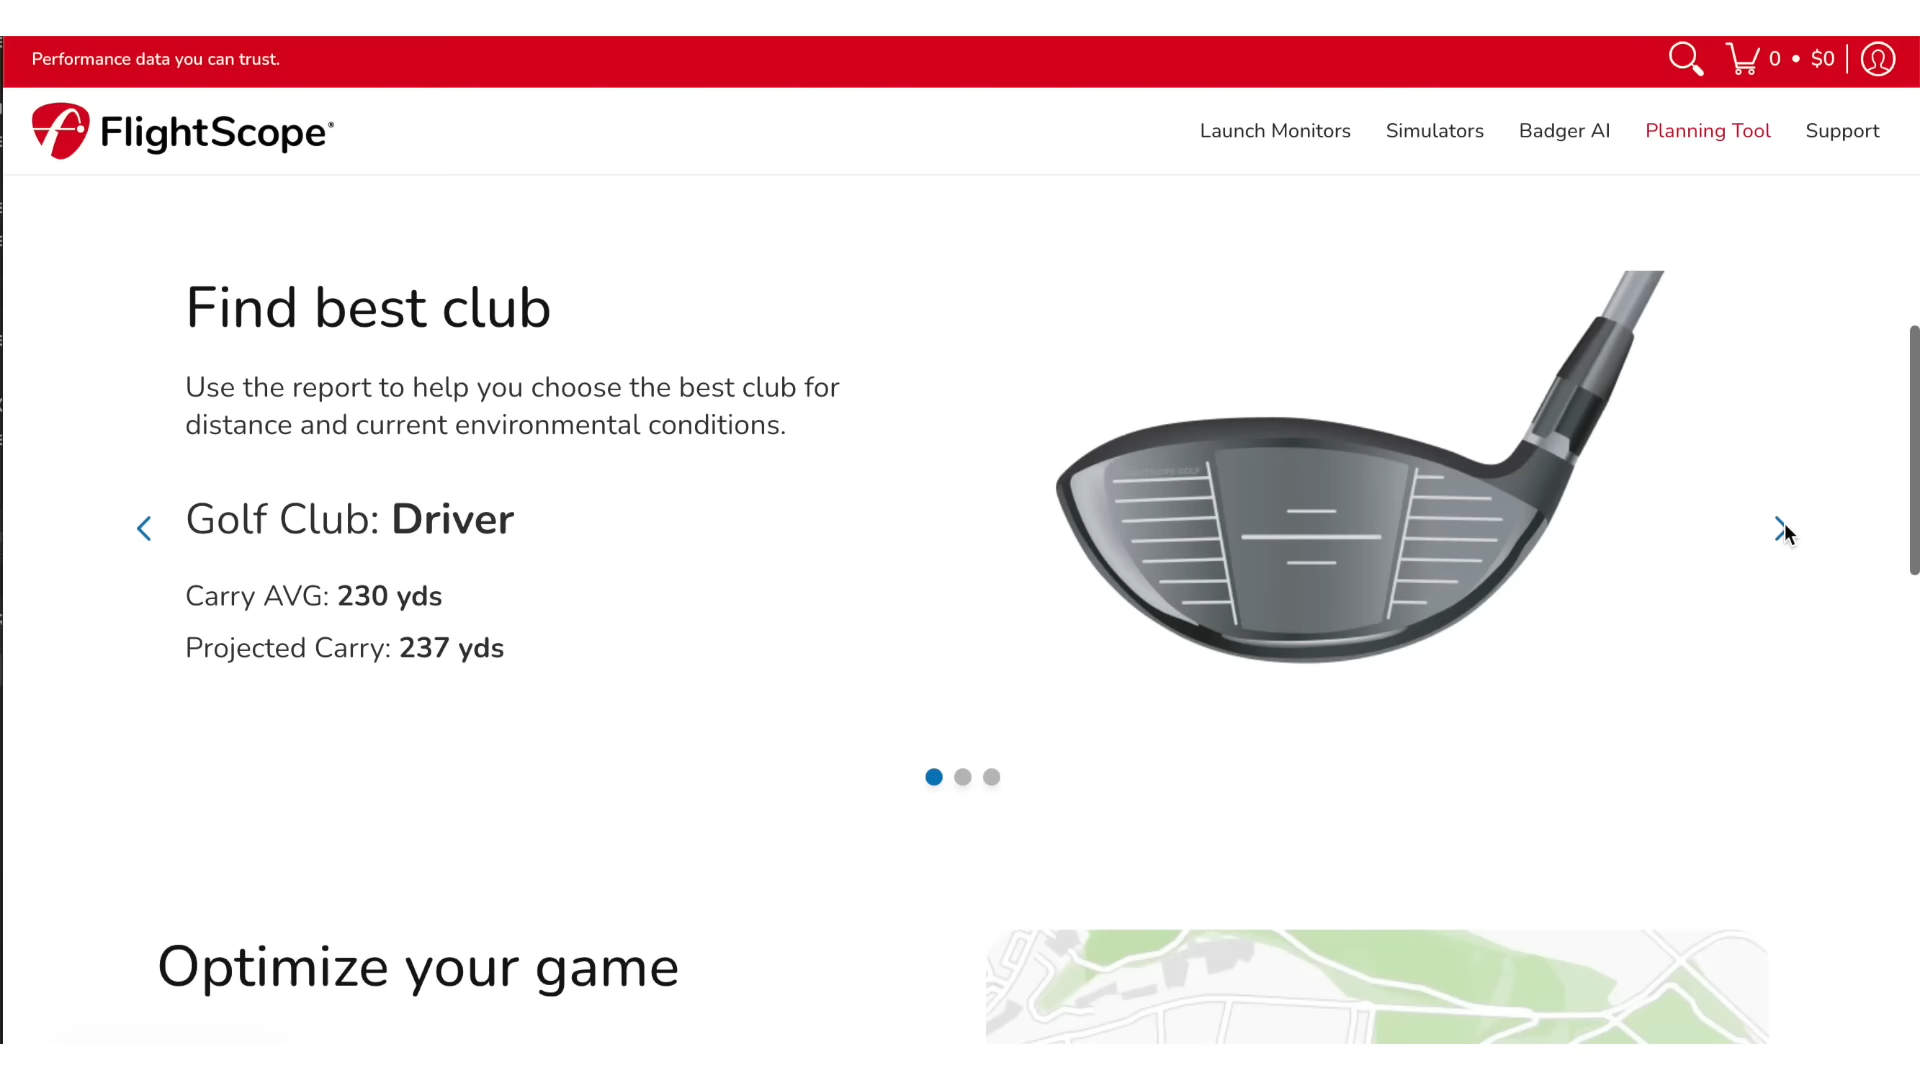 Performance data you can trust.
0 • $0
FlightScope®
Launch Monitors
Simulators
Badger AI
Planning Tool
Support
Find best club
Use the report to help you choose the best club for
distance and current environmental conditions.
Golf Club: Driver
Carry AVG: 230 yds
Projected Carry: 237 yds
Optimize your game